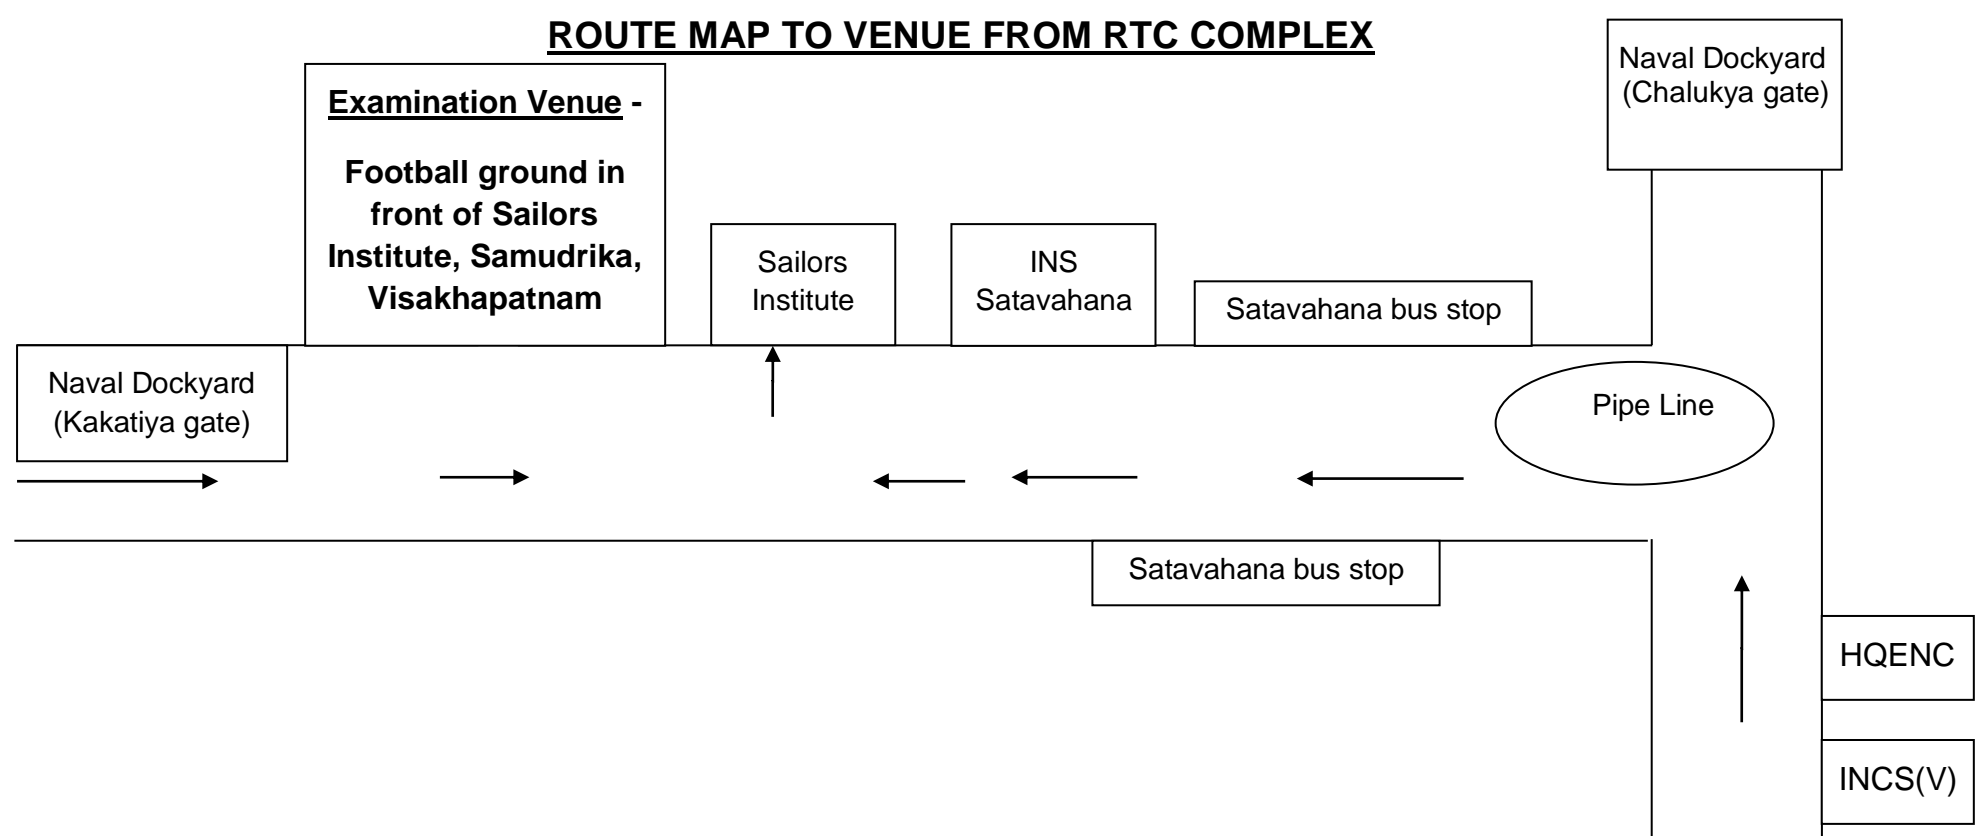 ROUTE MAP TO VENUE FROM RTC COMPLEX
Naval Dockyard
(Chalukya gate)
Examination Venue -
Football ground in
front of Sailors
Institute, Samudrika,
Visakhapatnam
Sailors
Institute
INS
Satavahana
Satavahana bus stop
Naval Dockyard
(Kakatiya gate)
Pipe Line
Satavahana bus stop
HQENC
INCS(V)